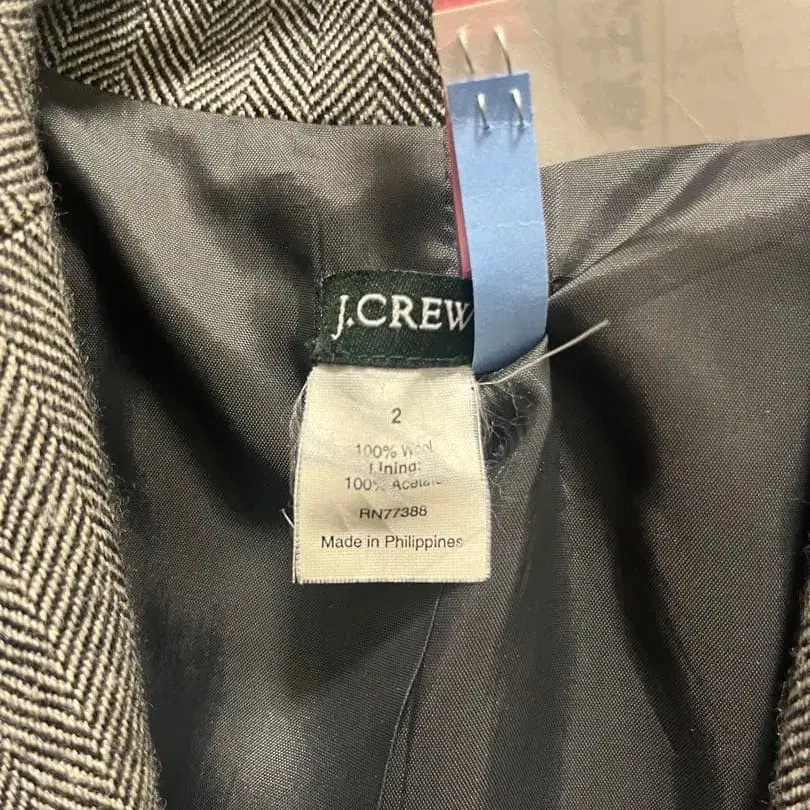 J.CREW
2
100% Wool
Lining:
100% Acetate
RN77388
Made in Philippines